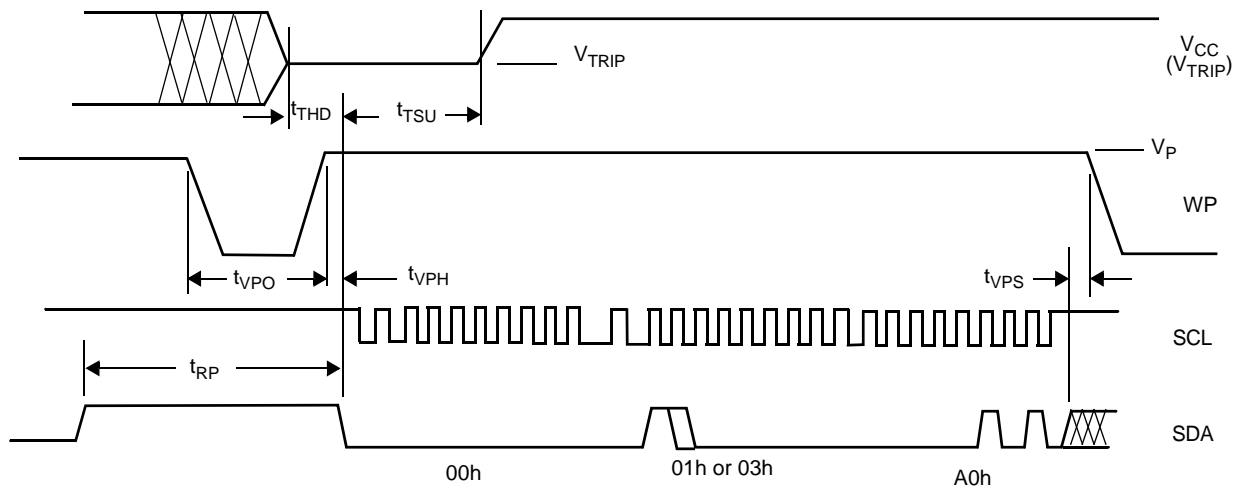 V_TRIP
V_CC
(V_TRIP)
t_THD
t_TSU
V_P
WP
t_VPO
t_VPH
t_VPS
SCL
t_RP
SDA
00h
01h or 03h
A0h